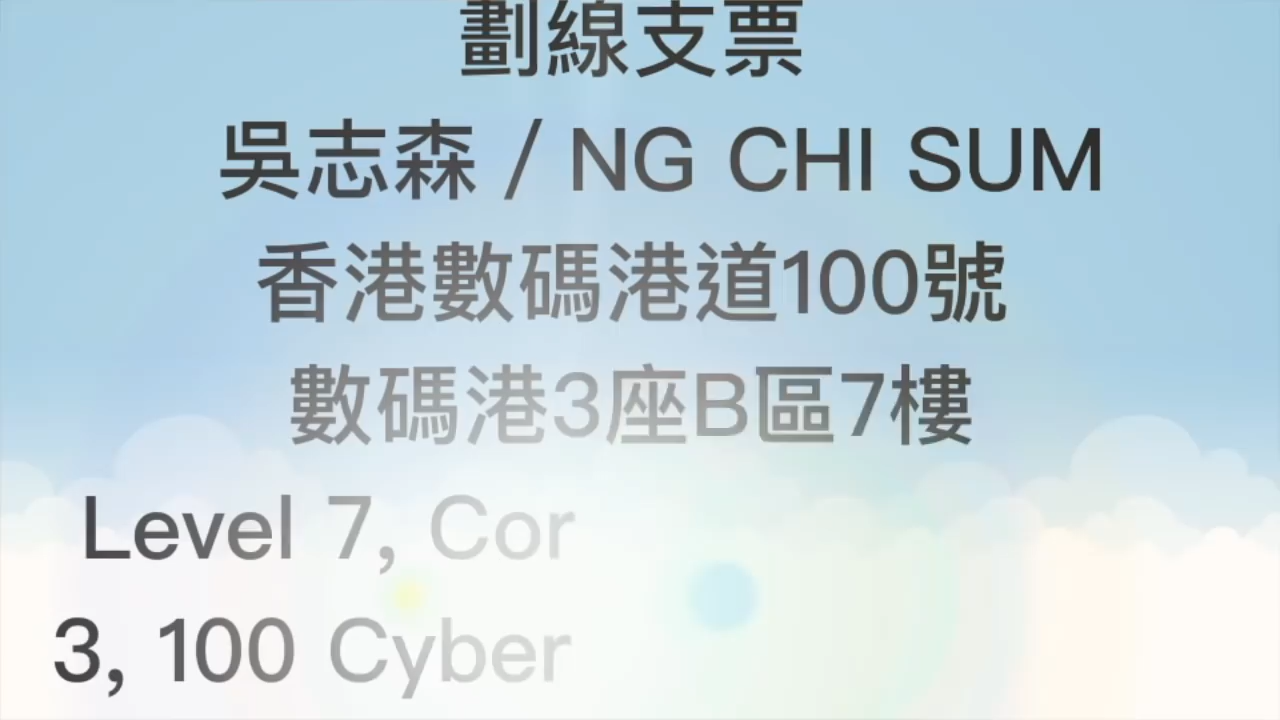 劃線支票
吳志森 / NG CHI SUM
香港數碼港道100號
數碼港3座B區7樓
Level 7, Cor
3, 100 Cyber